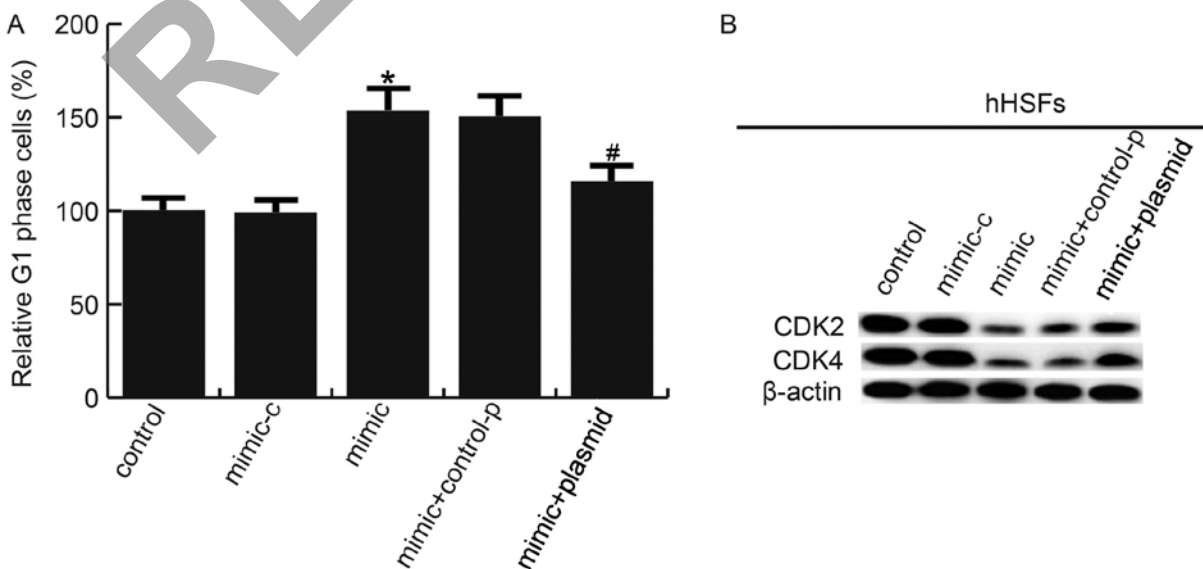 A
200
150
100
50
0
Relative G1 phase cells (%)
*
#
control
mimic-c
mimic
mimic+control-p
mimic+plasmid
B
hHSFs
control
mimic-c
mimic
mimic+control-p
mimic+plasmid
CDK2
CDK4
β-actin